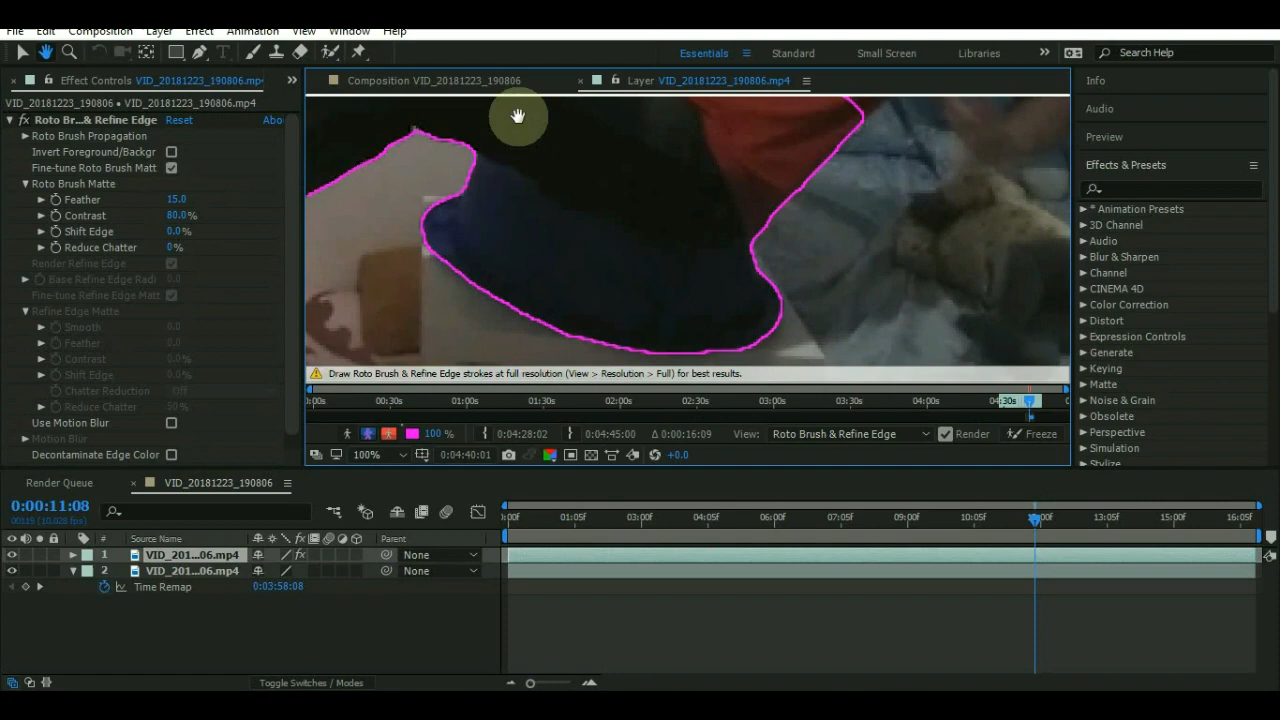 File Edit Composition Layer Effect Animation View Window Help
Essentials Standard Small Screen Libraries Search Help
Effect Controls VID_20181223_190806.mp4
Composition VID_20181223_190806
Layer VID_20181223_190806.mp4
VID_20181223_190806 • VID_20181223_190806.mp4
fx Roto Br...& Refine Edge Reset Abo
Roto Brush Propagation
Invert Foreground/Backgr
Fine-tune Roto Brush Matt
Roto Brush Matte
Feather 15.0
Contrast 80.0%
Shift Edge 0.0%
Reduce Chatter 0%
Render Refine Edge
Base Refine Edge Radi 0.0
Fine-tune Refine Edge Matt
Refine Edge Matte
Smooth 0.0
Feather 0.0
Contrast 0.0%
Shift Edge 0.0%
Chatter Reduction Off
Reduce Chatter 50%
Use Motion Blur
Motion Blur
Decontaminate Edge Color
Draw Roto Brush & Refine Edge strokes at full resolution (View > Resolution > Full) for best results.
:00s 00:30s 01:00s 01:30s 02:00s 02:30s 03:00s 03:30s 04:00s 04:30s
100 % 0:04:28:02 0:04:45:00 Δ 0:00:16:09 View: Roto Brush & Refine Edge Render Freeze
100% 0:04:40:01 +0.0
Info
Audio
Preview
Effects & Presets
* Animation Presets
3D Channel
Audio
Blur & Sharpen
Channel
CINEMA 4D
Color Correction
Distort
Expression Controls
Generate
Keying
Matte
Noise & Grain
Obsolete
Perspective
Simulation
Stylize
Render Queue VID_20181223_190806
0:00:11:08
00119 (10.028 fps)
:00f 01:05f 03:00f 04:05f 06:00f 07:05f 09:00f 10:05f 12:00f 13:05f 15:00f 16:05f
# Source Name fx Parent
1 VID_201...06.mp4 fx None
2 VID_201...06.mp4 None
Time Remap 0:03:58:08
Toggle Switches / Modes